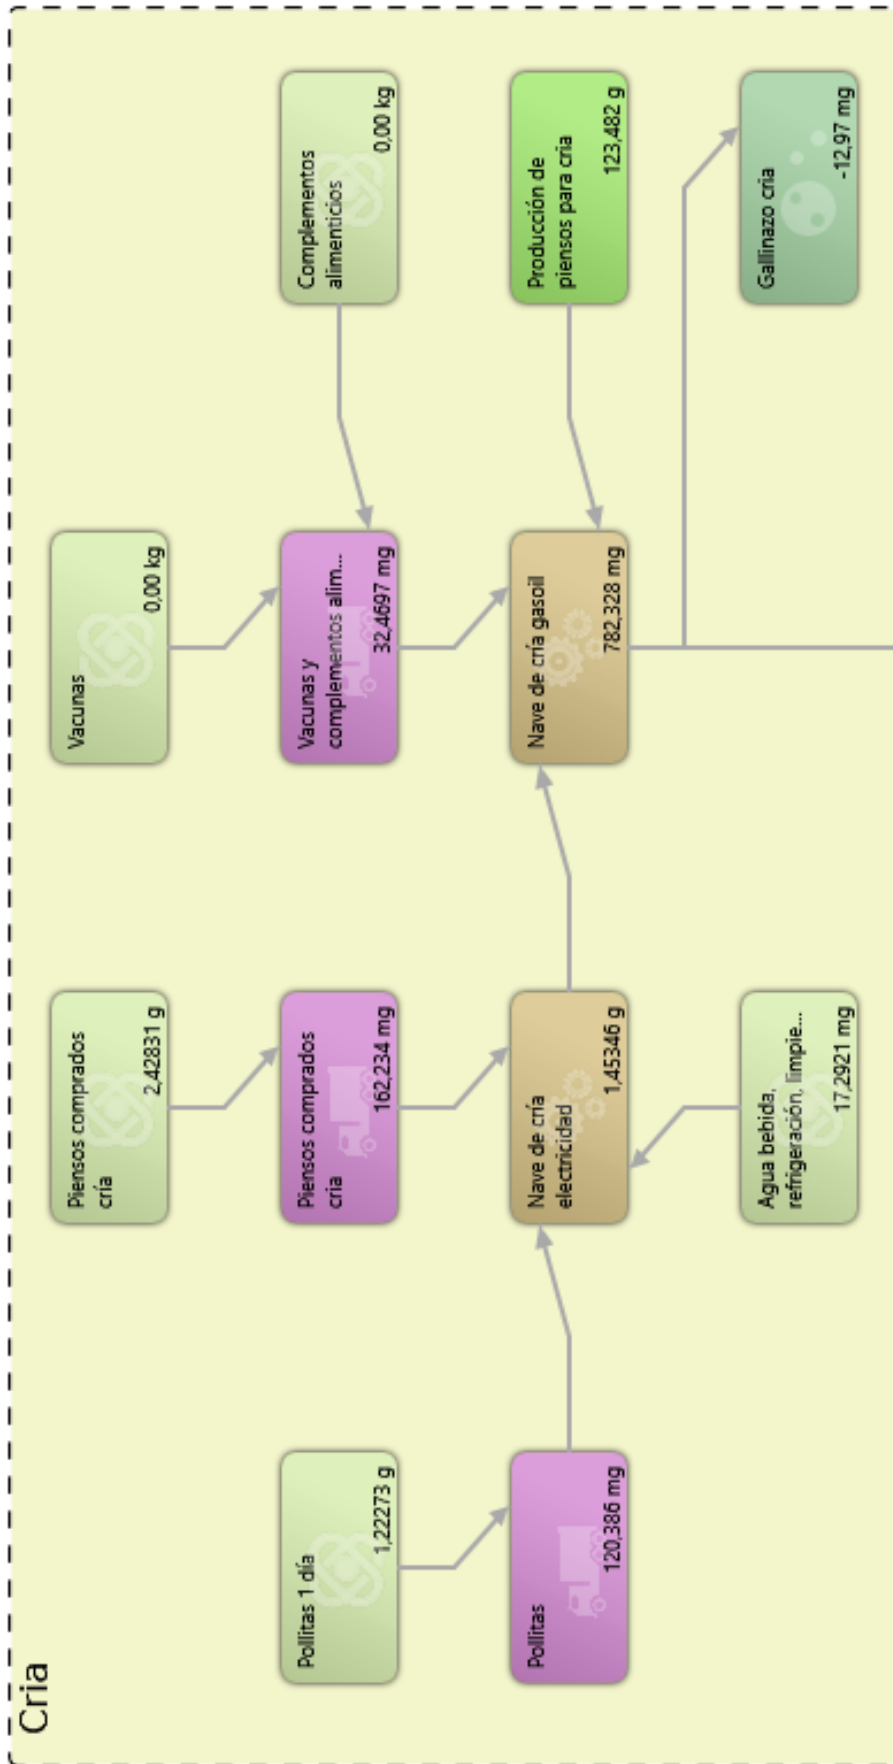 Cria
Vacunas
0,00 kg
Piensos comprados
cría
2,42831 g
Pollitas 1 día
1,22273 g
Piensos comprados
cria
162,234 mg
Vacunas y
complementos alim...
32,4697 mg
Complementos
alimenticios
0,00 kg
Pollitas
120,386 mg
Nave de cría
electricidad
1,45346 g
Nave de cría gasoil
782,328 mg
Producción de
piensos para cria
123,482 g
Agua bebida,
refrigeración, limpie...
17,2921 mg
Gallinazo cria
-12,97 mg